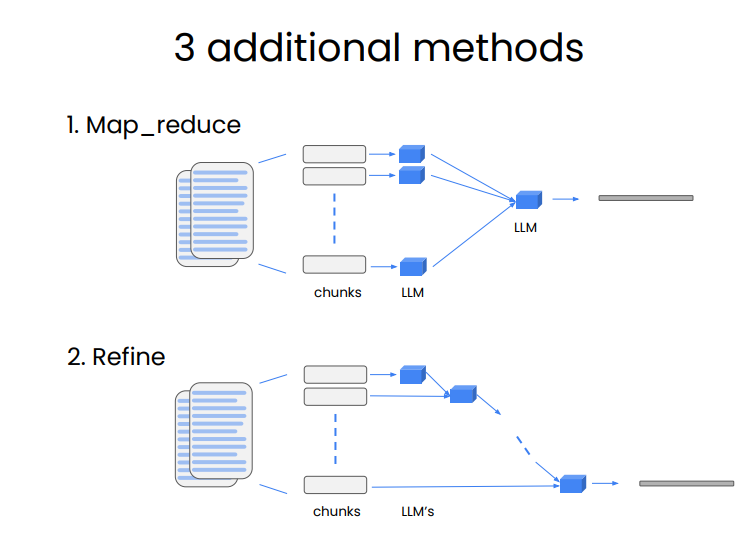 3 additional methods
1. Map_reduce
LLM
chunks
LLM
2. Refine
chunks
LLM's